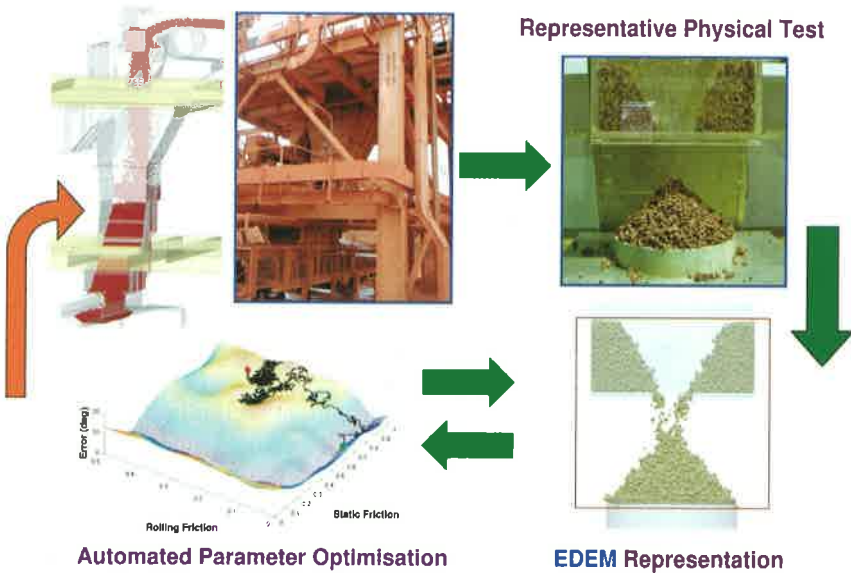 Representative Physical Test
Error (deg)
Rolling Friction
Static Friction
Automated Parameter Optimisation
EDEM Representation